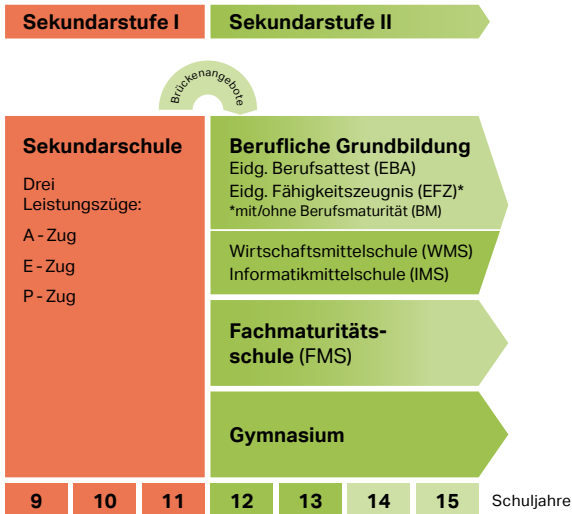 Sekundarstufe I
Sekundarstufe II
Brückenangebote
Sekundarschule
Drei
Leistungszüge:
A - Zug
E - Zug
P - Zug
Berufliche Grundbildung
Eidg. Berufsattest (EBA)
Eidg. Fähigkeitszeugnis (EFZ)*
*mit/ohne Berufsmaturität (BM)
Wirtschaftsmittelschule (WMS)
Informatikmittelschule (IMS)
Fachmaturitäts-
schule (FMS)
Gymnasium
9 10 11 12 13 14 15 Schuljahre